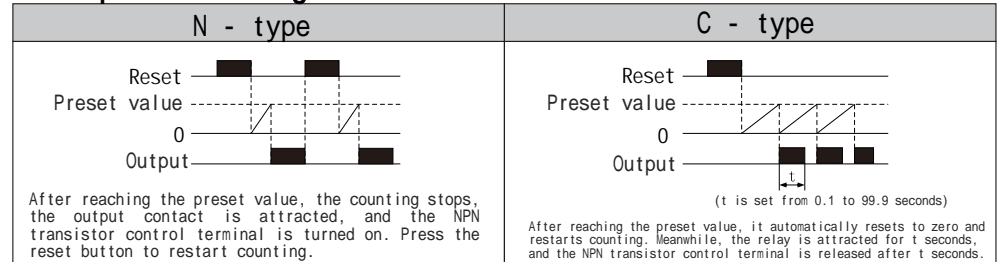 N - type
Reset
Preset value
0
Output
After reaching the preset value, the counting stops,
the output contact is attracted, and the NPN
transistor control terminal is turned on. Press the
reset button to restart counting.
C - type
Reset
Preset value
0
Output
t
(t is set from 0.1 to 99.9 seconds)
After reaching the preset value, it automatically resets to zero and
restarts counting. Meanwhile, the relay is attracted for t seconds,
and the NPN transistor control terminal is released after t seconds.